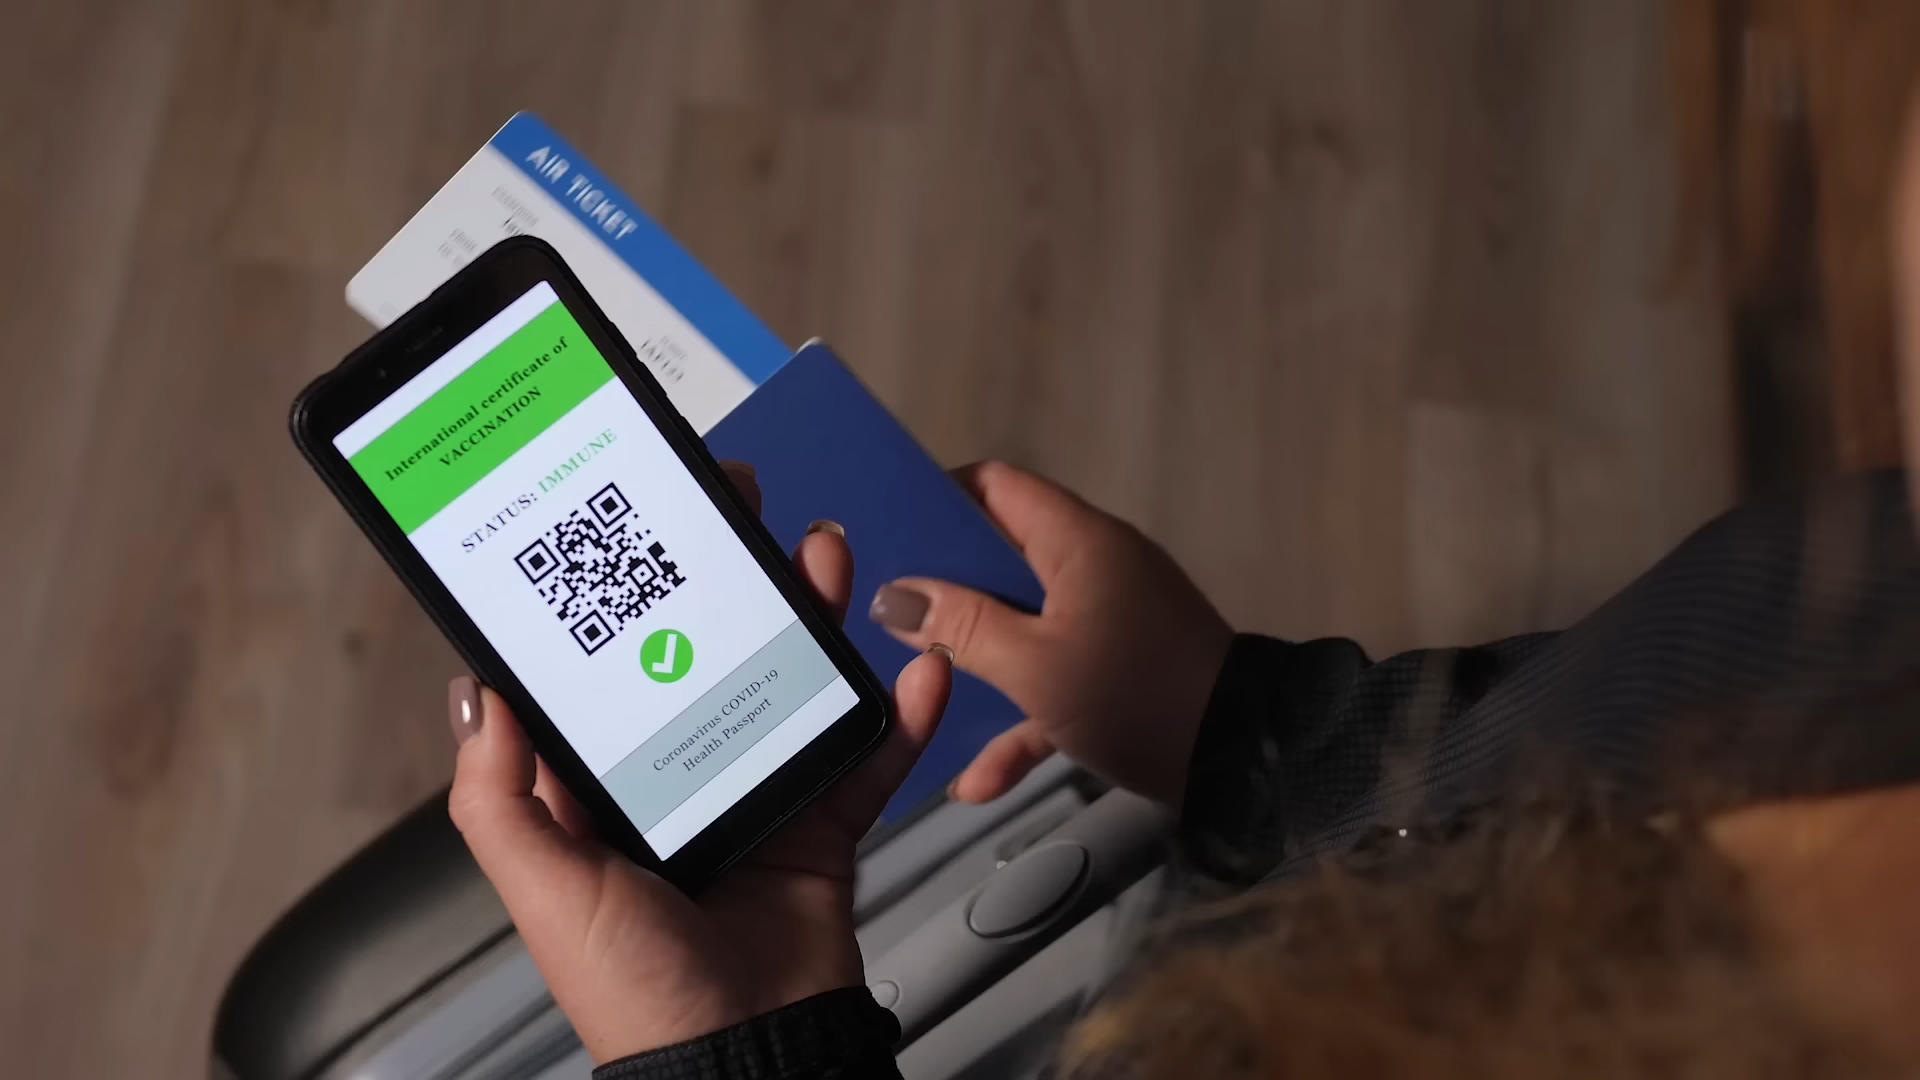 AIR TICKET
International certificate of
VACCINATION
STATUS: IMMUNE
Coronavirus COVID-19
Health Passport